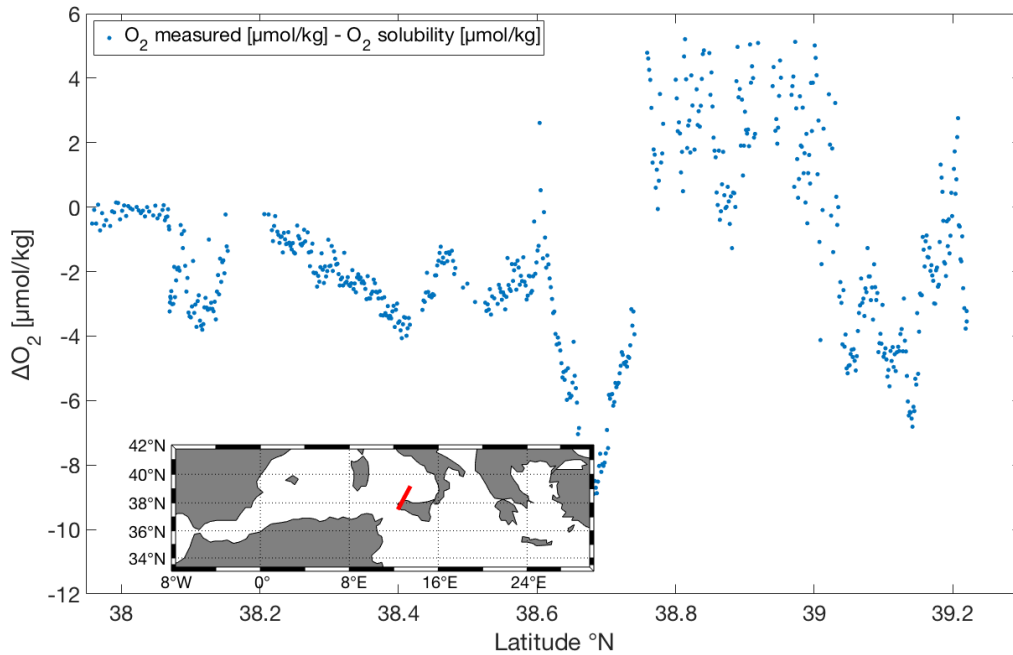 6
4
2
0
-2
-4
-6
-8
-10
-12
ΔO2 [μmol/kg]
O2 measured [μmol/kg] - O2 solubility [μmol/kg]
42°N
40°N
38°N
36°N
34°N
8°W 0° 8°E 16°E 24°E
38 38.2 38.4 38.6 38.8 39 39.2
Latitude °N